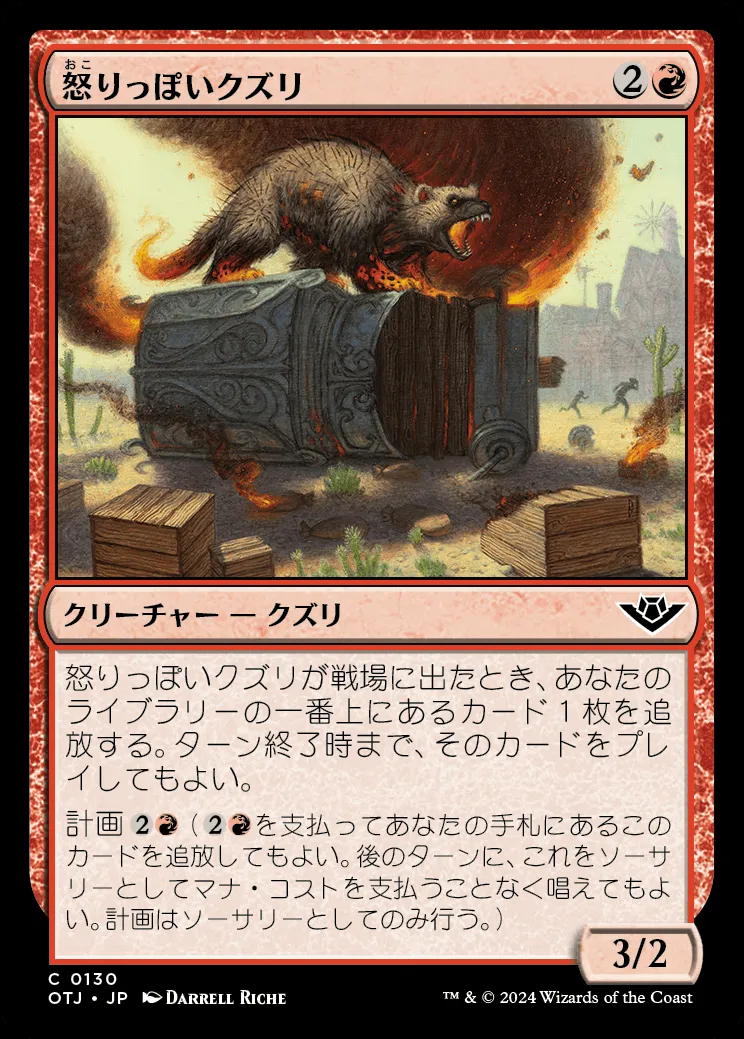 おこ
怒りっぽいクズリ 2
クリーチャー — クズリ
怒りっぽいクズリが戦場に出たとき、あなたの
ライブラリーの一番上にあるカード1枚を追
放する。ターン終了時まで、そのカードをプレ
イしてもよい。
計画 2（2を支払ってあなたの手札にあるこの
カードを追放してもよい。後のターンに、これをソーサ
リーとしてマナ・コストを支払うことなく唱えてもよ
い。計画はソーサリーとしてのみ行う。）
3/2
C 0130
OTJ • JP DARRELL RICHE
™ & © 2024 Wizards of the Coast